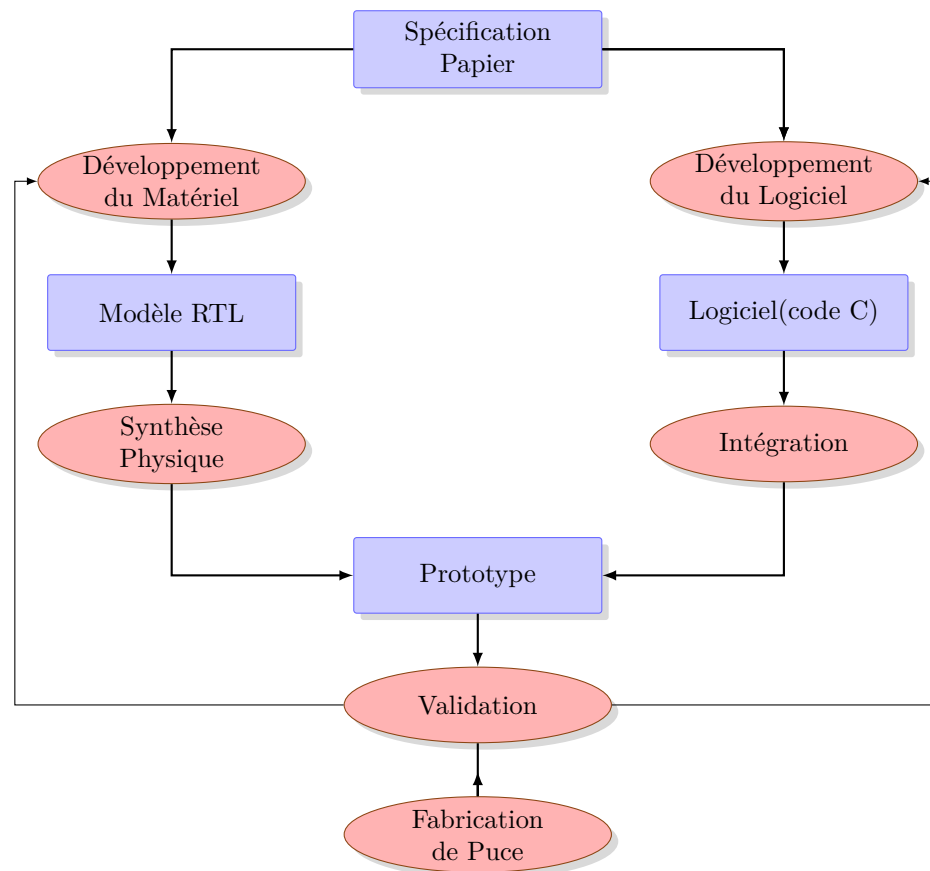 Spécification
Papier
Développement
du Matériel
Développement
du Logiciel
Modèle RTL
Logiciel(code C)
Synthèse
Physique
Intégration
Prototype
Validation
Fabrication
de Puce